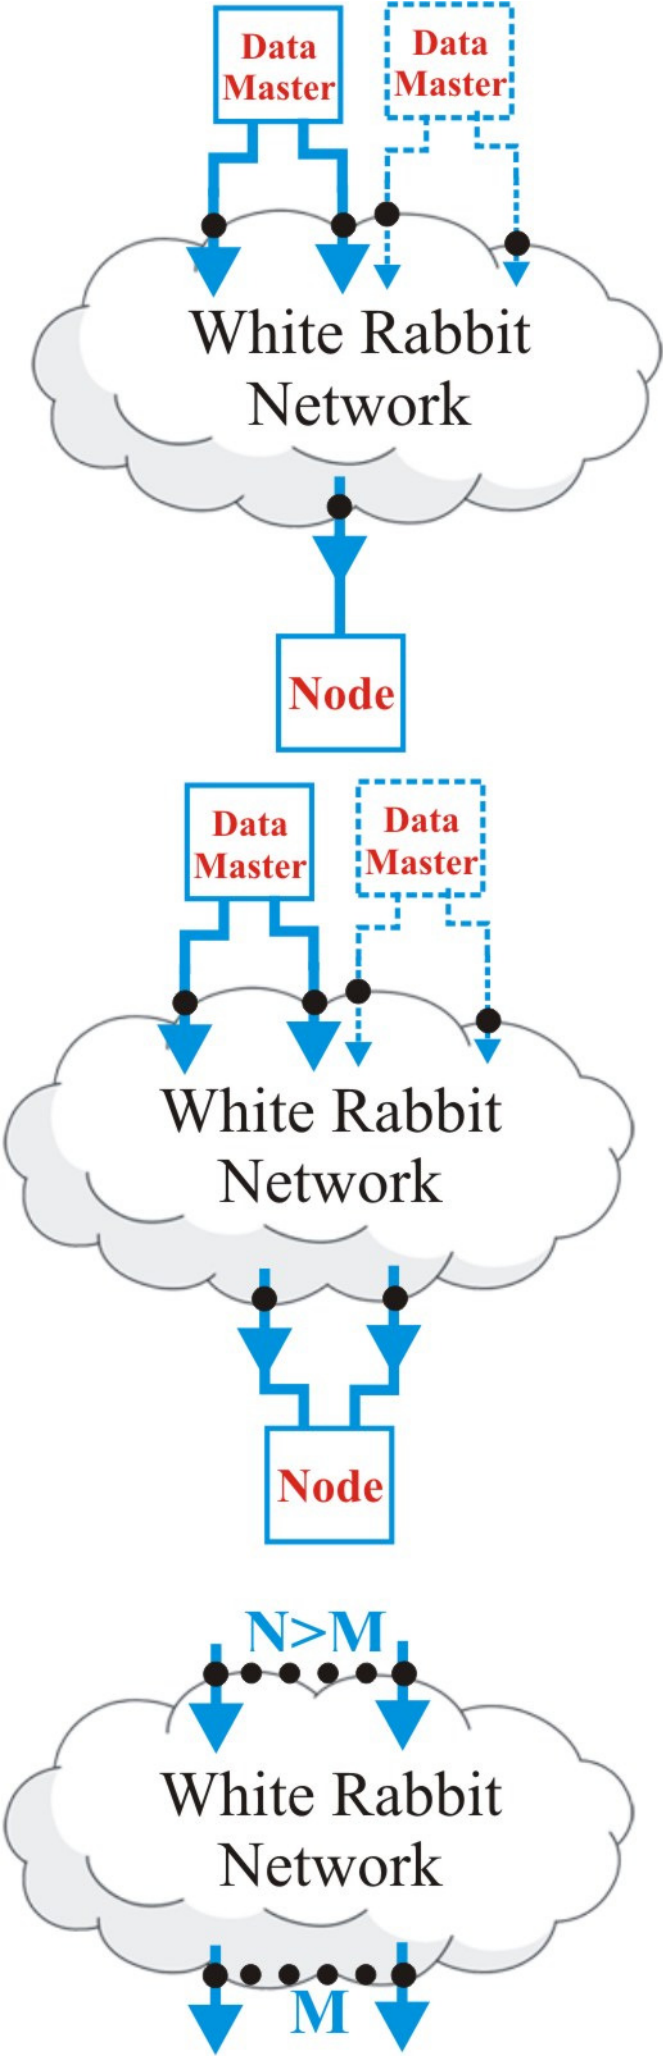 Data
Master
Data
Master
White Rabbit
Network
Node
Data
Master
Data
Master
White Rabbit
Network
Node
N>M
White Rabbit
Network
M